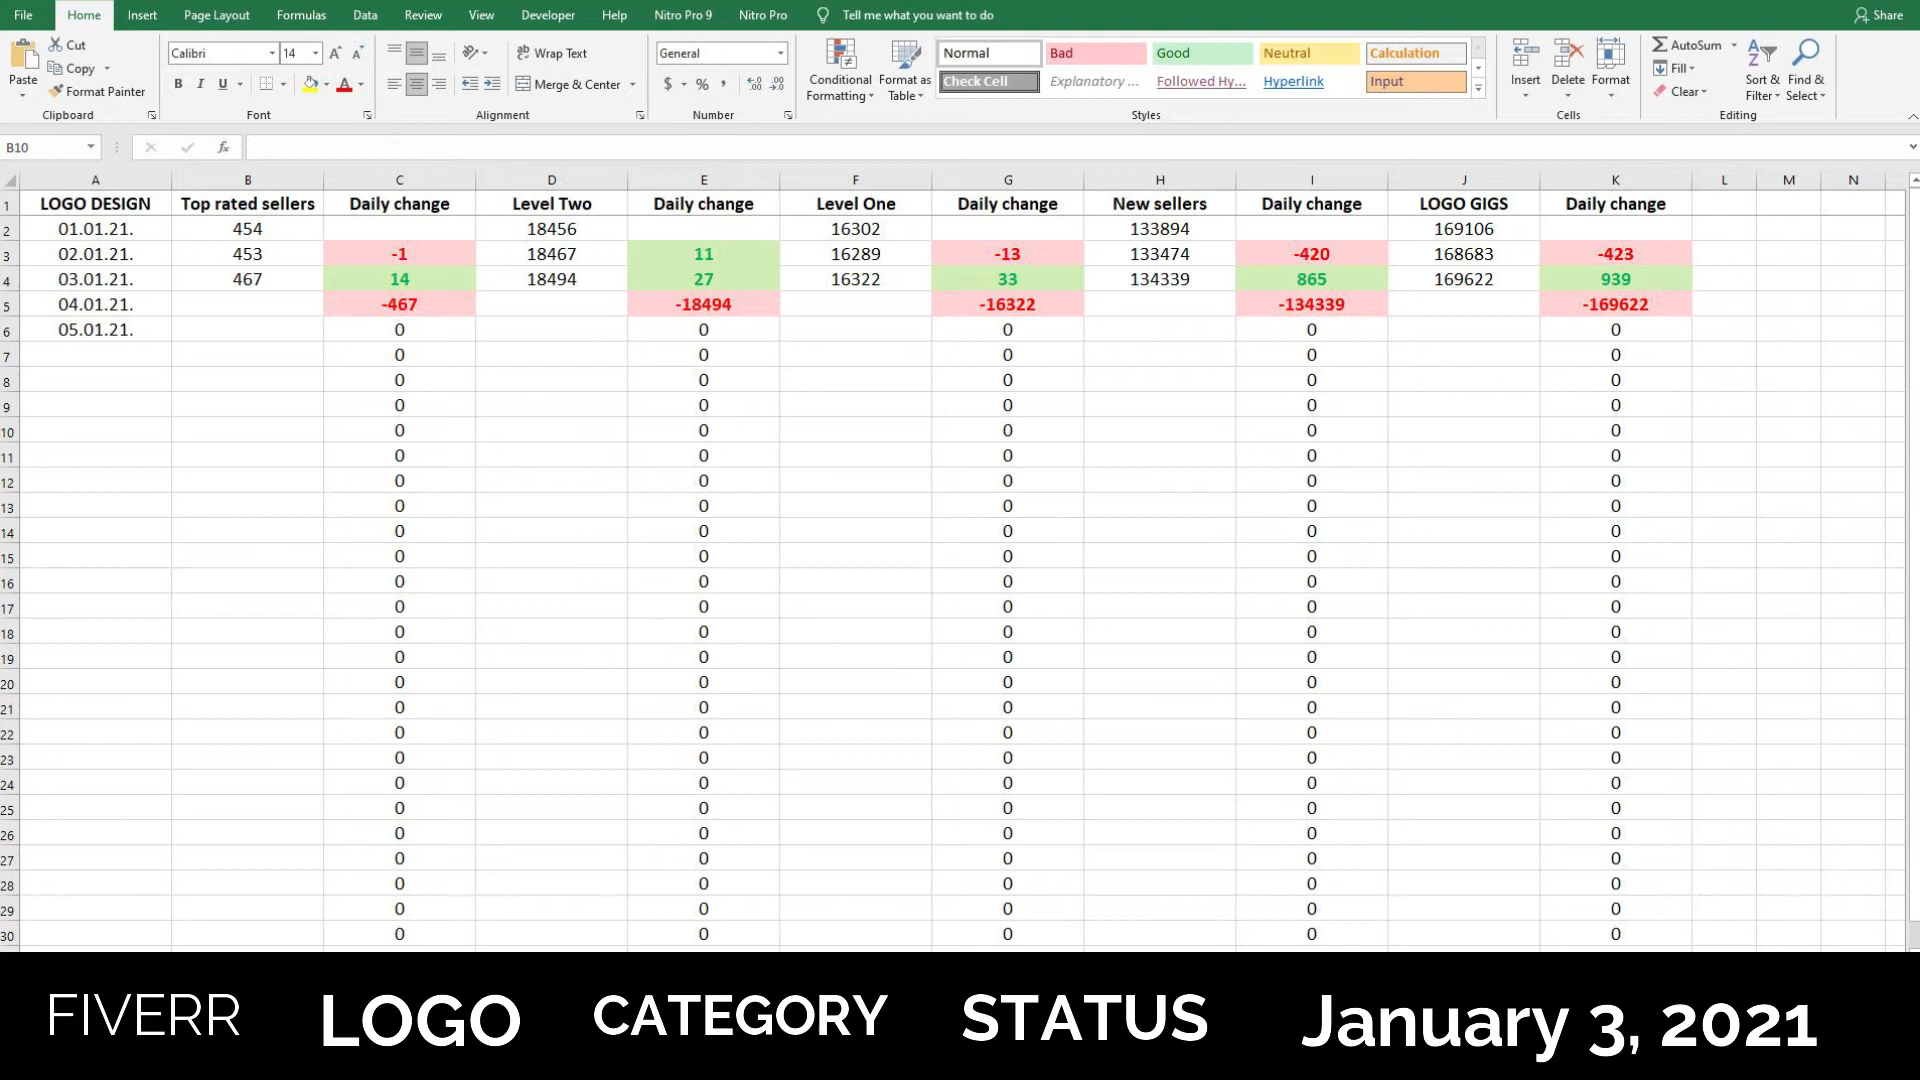 File Home Insert Page Layout Formulas Data Review View Developer Help Nitro Pro 9 Nitro Pro Tell me what you want to do Share
Paste Cut Copy Format Painter Clipboard
Calibri 14 B I U Font
Wrap Text Merge & Center Alignment
General $ % , Number
Conditional Formatting Format as Table
Normal Bad Good Neutral Calculation
Check Cell Explanatory ... Followed Hy... Hyperlink Input
Styles
Insert Delete Format Cells
AutoSum Fill Clear Sort & Filter Find & Select Editing
B10 fx
A B C D E F G H I J K L M N
1 LOGO DESIGN Top rated sellers Daily change Level Two Daily change Level One Daily change New sellers Daily change LOGO GIGS Daily change
2 01.01.21. 454 18456 16302 133894 169106
3 02.01.21. 453 -1 18467 11 16289 -13 133474 -420 168683 -423
4 03.01.21. 467 14 18494 27 16322 33 134339 865 169622 939
5 04.01.21. -467 -18494 -16322 -134339 -169622
6 05.01.21. 0 0 0 0 0
7 0 0 0 0 0
8 0 0 0 0 0
9 0 0 0 0 0
10 0 0 0 0 0
11 0 0 0 0 0
12 0 0 0 0 0
13 0 0 0 0 0
14 0 0 0 0 0
15 0 0 0 0 0
16 0 0 0 0 0
17 0 0 0 0 0
18 0 0 0 0 0
19 0 0 0 0 0
20 0 0 0 0 0
21 0 0 0 0 0
22 0 0 0 0 0
23 0 0 0 0 0
24 0 0 0 0 0
25 0 0 0 0 0
26 0 0 0 0 0
27 0 0 0 0 0
28 0 0 0 0 0
29 0 0 0 0 0
30 0 0 0 0 0
FIVERR LOGO CATEGORY STATUS January 3, 2021